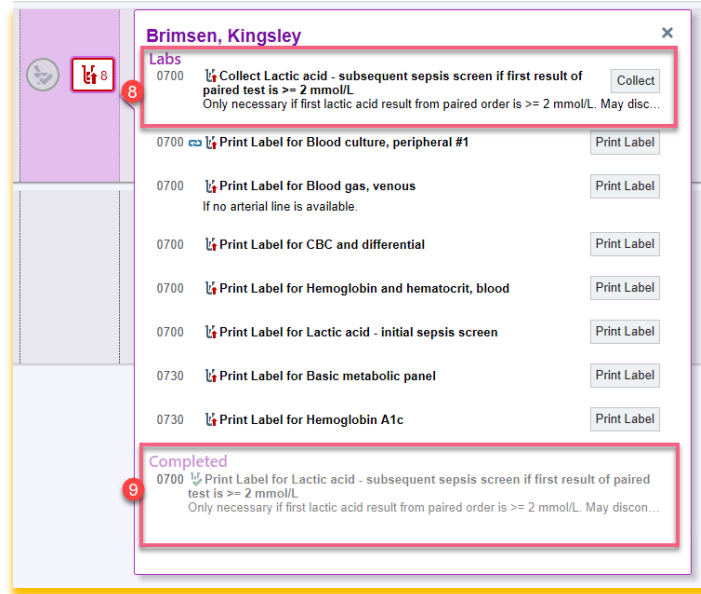 Brimsen, Kingsley ×
Labs
8
8
0700 Collect Lactic acid - subsequent sepsis screen if first result of Collect
paired test is >= 2 mmol/L
Only necessary if first lactic acid result from paired order is >= 2 mmol/L. May disc...
0700 Print Label for Blood culture, peripheral #1 Print Label
0700 Print Label for Blood gas, venous Print Label
If no arterial line is available.
0700 Print Label for CBC and differential Print Label
0700 Print Label for Hemoglobin and hematocrit, blood Print Label
0700 Print Label for Lactic acid - initial sepsis screen Print Label
0730 Print Label for Basic metabolic panel Print Label
0730 Print Label for Hemoglobin A1c Print Label
Completed
9
0700 Print Label for Lactic acid - subsequent sepsis screen if first result of paired
test is >= 2 mmol/L
Only necessary if first lactic acid result from paired order is >= 2 mmol/L. May discon...